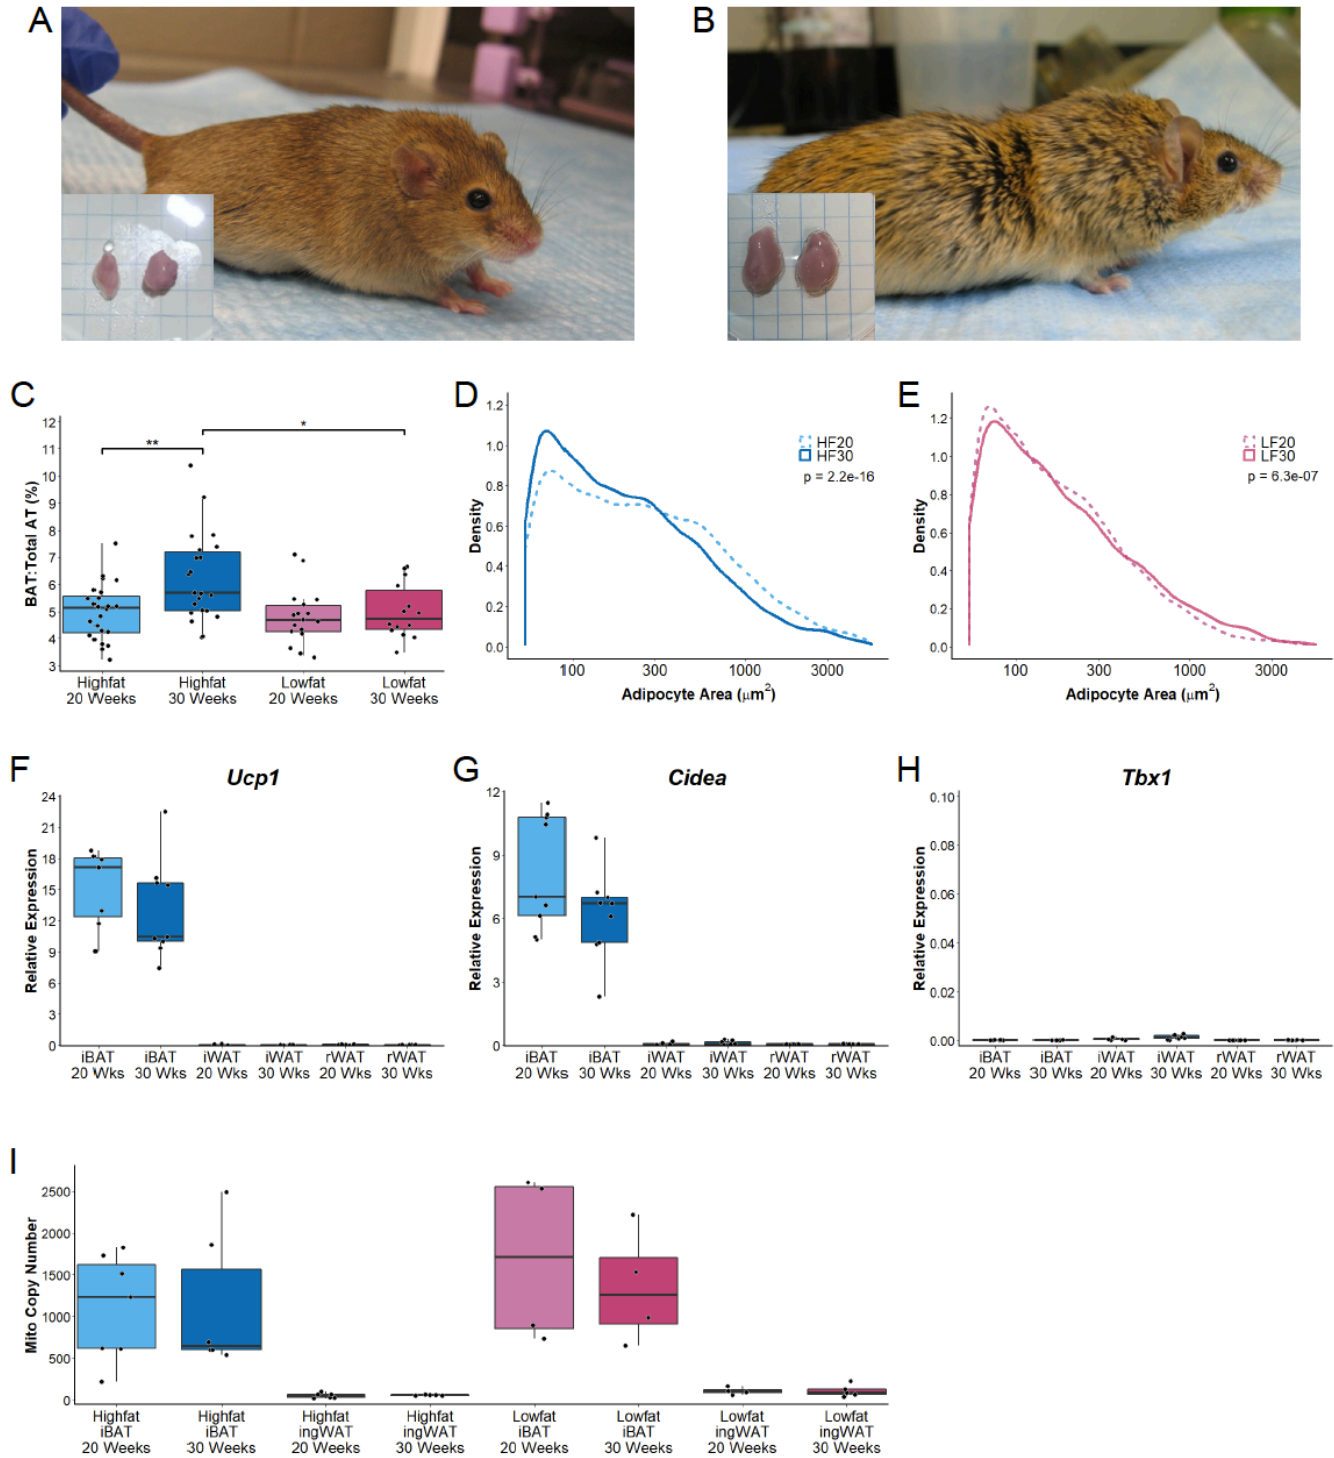 A
B
C
BAT:Total AT (%)
12
11
10
9
8
7
6
5
4
3
**
*
Highfat
20 Weeks
Highfat
30 Weeks
Lowfat
20 Weeks
Lowfat
30 Weeks
D
Density
1.2
1.0
0.8
0.6
0.4
0.2
0.0
HF20
HF30
p = 2.2e-16
100
300
1000
3000
Adipocyte Area (μm²)
E
Density
1.2
1.0
0.8
0.6
0.4
0.2
0.0
LF20
LF30
p = 6.3e-07
100
300
1000
3000
Adipocyte Area (μm²)
F
Ucp1
Relative Expression
24
21
18
15
12
9
6
3
0
iBAT
20 Wks
iBAT
30 Wks
iWAT
20 Wks
iWAT
30 Wks
rWAT
20 Wks
rWAT
30 Wks
G
Cidea
Relative Expression
12
9
6
3
0
iBAT
20 Wks
iBAT
30 Wks
iWAT
20 Wks
iWAT
30 Wks
rWAT
20 Wks
rWAT
30 Wks
H
Tbx1
Relative Expression
0.10
0.08
0.06
0.04
0.02
0.00
iBAT
20 Wks
iBAT
30 Wks
iWAT
20 Wks
iWAT
30 Wks
rWAT
20 Wks
rWAT
30 Wks
I
Mito Copy Number
2500
2000
1500
1000
500
0
Highfat
iBAT
20 Weeks
Highfat
iBAT
30 Weeks
Highfat
ingWAT
20 Weeks
Highfat
ingWAT
30 Weeks
Lowfat
iBAT
20 Weeks
Lowfat
iBAT
30 Weeks
Lowfat
ingWAT
20 Weeks
Lowfat
ingWAT
30 Weeks